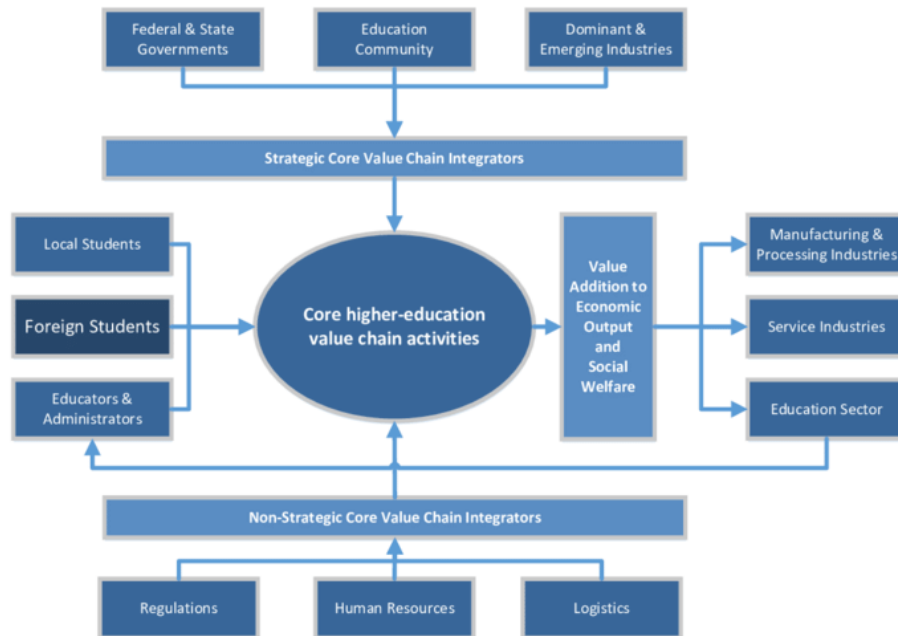 Federal & State
Governments
Education
Community
Dominant &
Emerging Industries
Strategic Core Value Chain Integrators
Local Students
Foreign Students
Educators &
Administrators
Core higher-education
value chain activities
Value
Addition to
Economic
Output
and
Social
Welfare
Manufacturing &
Processing Industries
Service Industries
Education Sector
Non-Strategic Core Value Chain Integrators
Regulations
Human Resources
Logistics